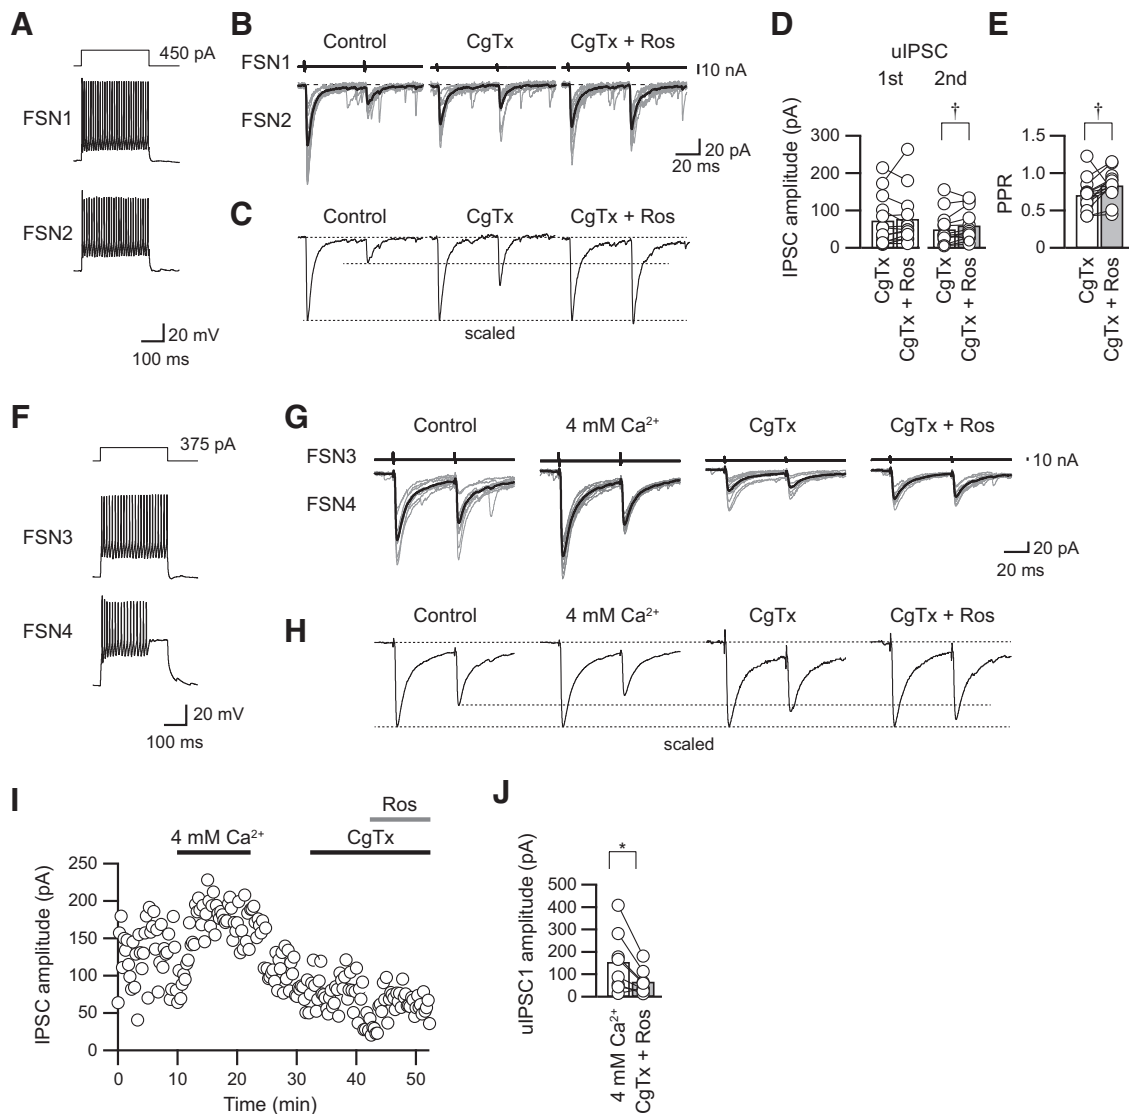 A
450 pA
FSN1
FSN2
20 mV
100 ms
B
Control CgTx CgTx + Ros
FSN1
10 nA
FSN2
20 pA
20 ms
C
Control CgTx CgTx + Ros
scaled
D
uIPSC
1st 2nd
†
IPSC amplitude (pA)
300
200
100
0
CgTx
CgTx + Ros
CgTx
CgTx + Ros
E
†
PPR
1.5
1.0
0.5
0
CgTx
CgTx + Ros
F
375 pA
FSN3
FSN4
20 mV
100 ms
G
Control 4 mM Ca²⁺ CgTx CgTx + Ros
FSN3
10 nA
FSN4
20 pA
20 ms
H
Control 4 mM Ca²⁺ CgTx CgTx + Ros
scaled
I
Ros
4 mM Ca²⁺ CgTx
IPSC amplitude (pA)
250
200
150
100
50
0
0 10 20 30 40 50
Time (min)
J
*
uIPSC1 amplitude (pA)
500
400
300
200
100
0
4 mM Ca²⁺
CgTx + Ros